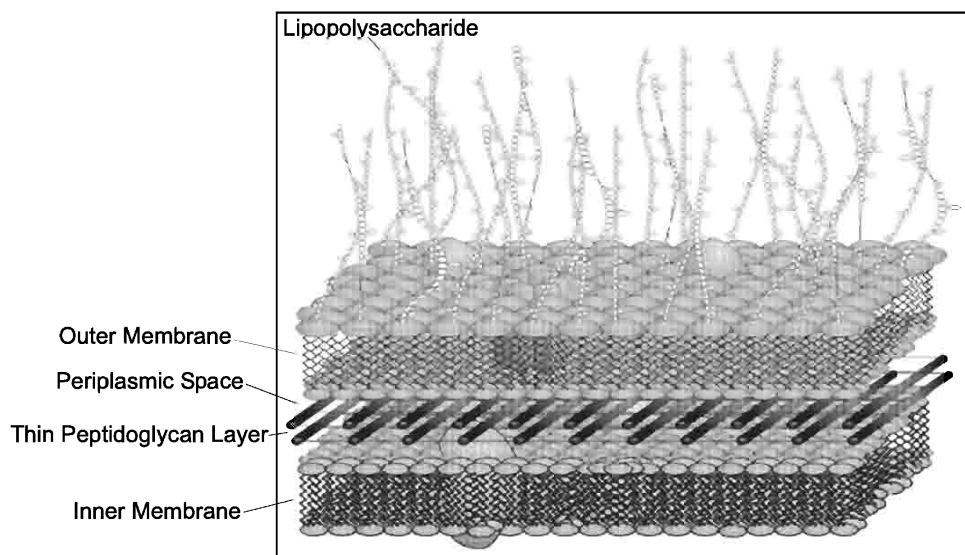 Lipopolysaccharide
Outer Membrane
Periplasmic Space
Thin Peptidoglycan Layer
Inner Membrane